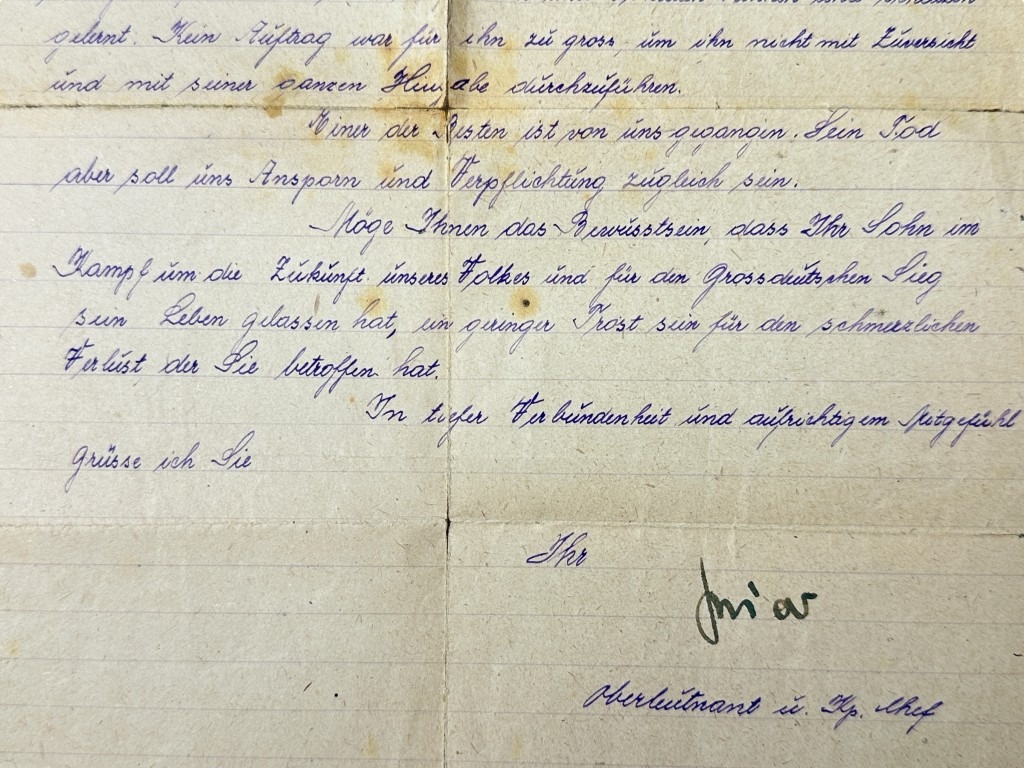 gelernt. Kein Auftrag war für ihn zu gross, um ihn nicht mit Zuversicht
und mit seiner ganzen Hingabe durchzuführen.
Einer der Besten ist von uns gegangen. Sein Tod
aber soll uns Ansporn und Verpflichtung zugleich sein.
Möge Ihnen das Bewusstsein, dass Ihr Sohn im
Kampf um die Zukunft unseres Volkes und für den Grossdeutschen Sieg
sein Leben gelassen hat, ein geringer Trost sein für den schmerzlichen
Verlust, der Sie betroffen hat.
In tiefer Verbundenheit und aufrichtigem Mitgefühl
grüsse ich Sie
Ihr
Oberleutnant u. Kp. Chef